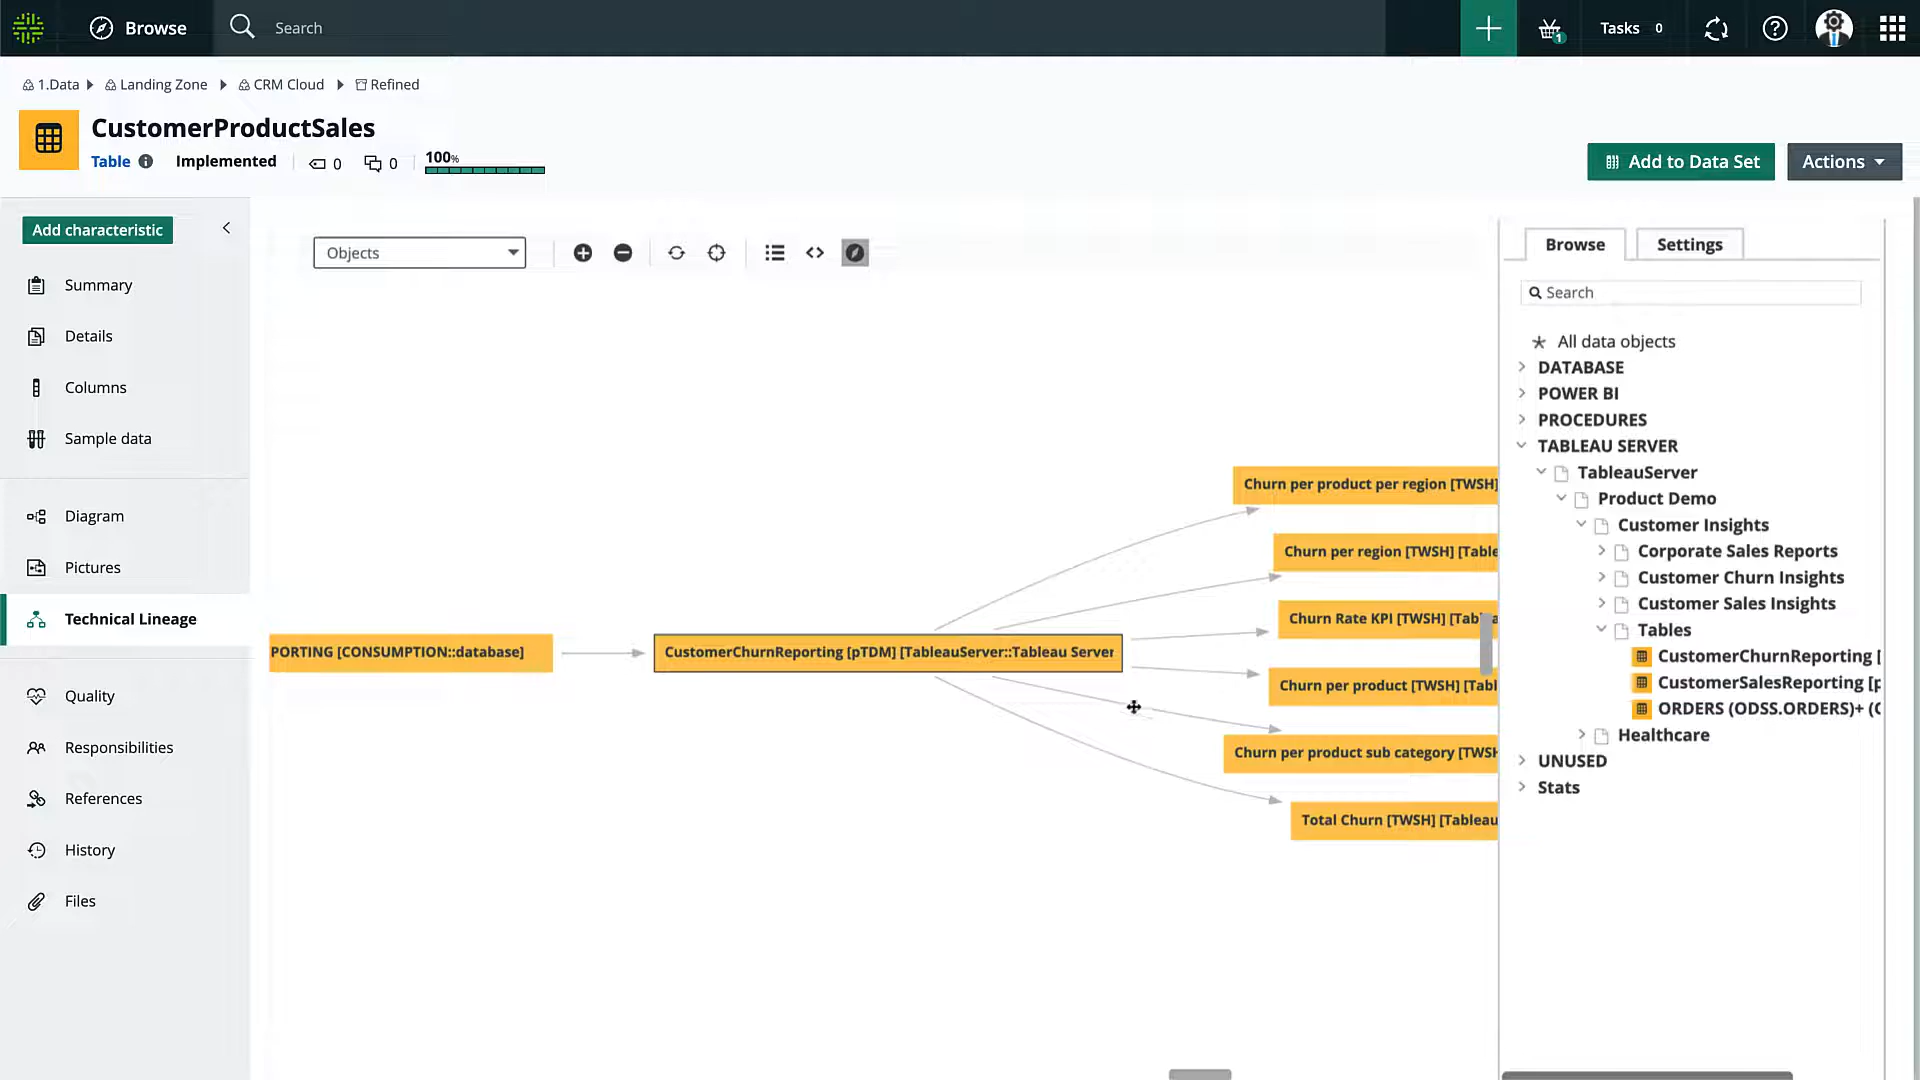 Browse
Search
1
Tasks 0
1.Data
Landing Zone
CRM Cloud
Refined
CustomerProductSales
Table
Implemented
0
0
100%
Add to Data Set
Actions
Add characteristic
Summary
Details
Columns
Sample data
Diagram
Pictures
Technical Lineage
Quality
Responsibilities
References
History
Files
Objects
PORTING [CONSUMPTION::database]
CustomerChurnReporting [pTDM] [TableauServer::Tableau Server
Churn per product per region [TWSH]
Churn per region [TWSH] [Table
Churn Rate KPI [TWSH]
Churn per product [TWSH] [Tabl
Churn per product sub category [TWSH
Total Churn [TWSH] [Tableau
Browse
Settings
Search
All data objects
DATABASE
POWER BI
PROCEDURES
TABLEAU SERVER
TableauServer
Product Demo
Customer Insights
Corporate Sales Reports
Customer Churn Insights
Customer Sales Insights
Tables
CustomerChurnReporting [
CustomerSalesReporting [p
ORDERS (ODSS.ORDERS)+
Healthcare
UNUSED
Stats